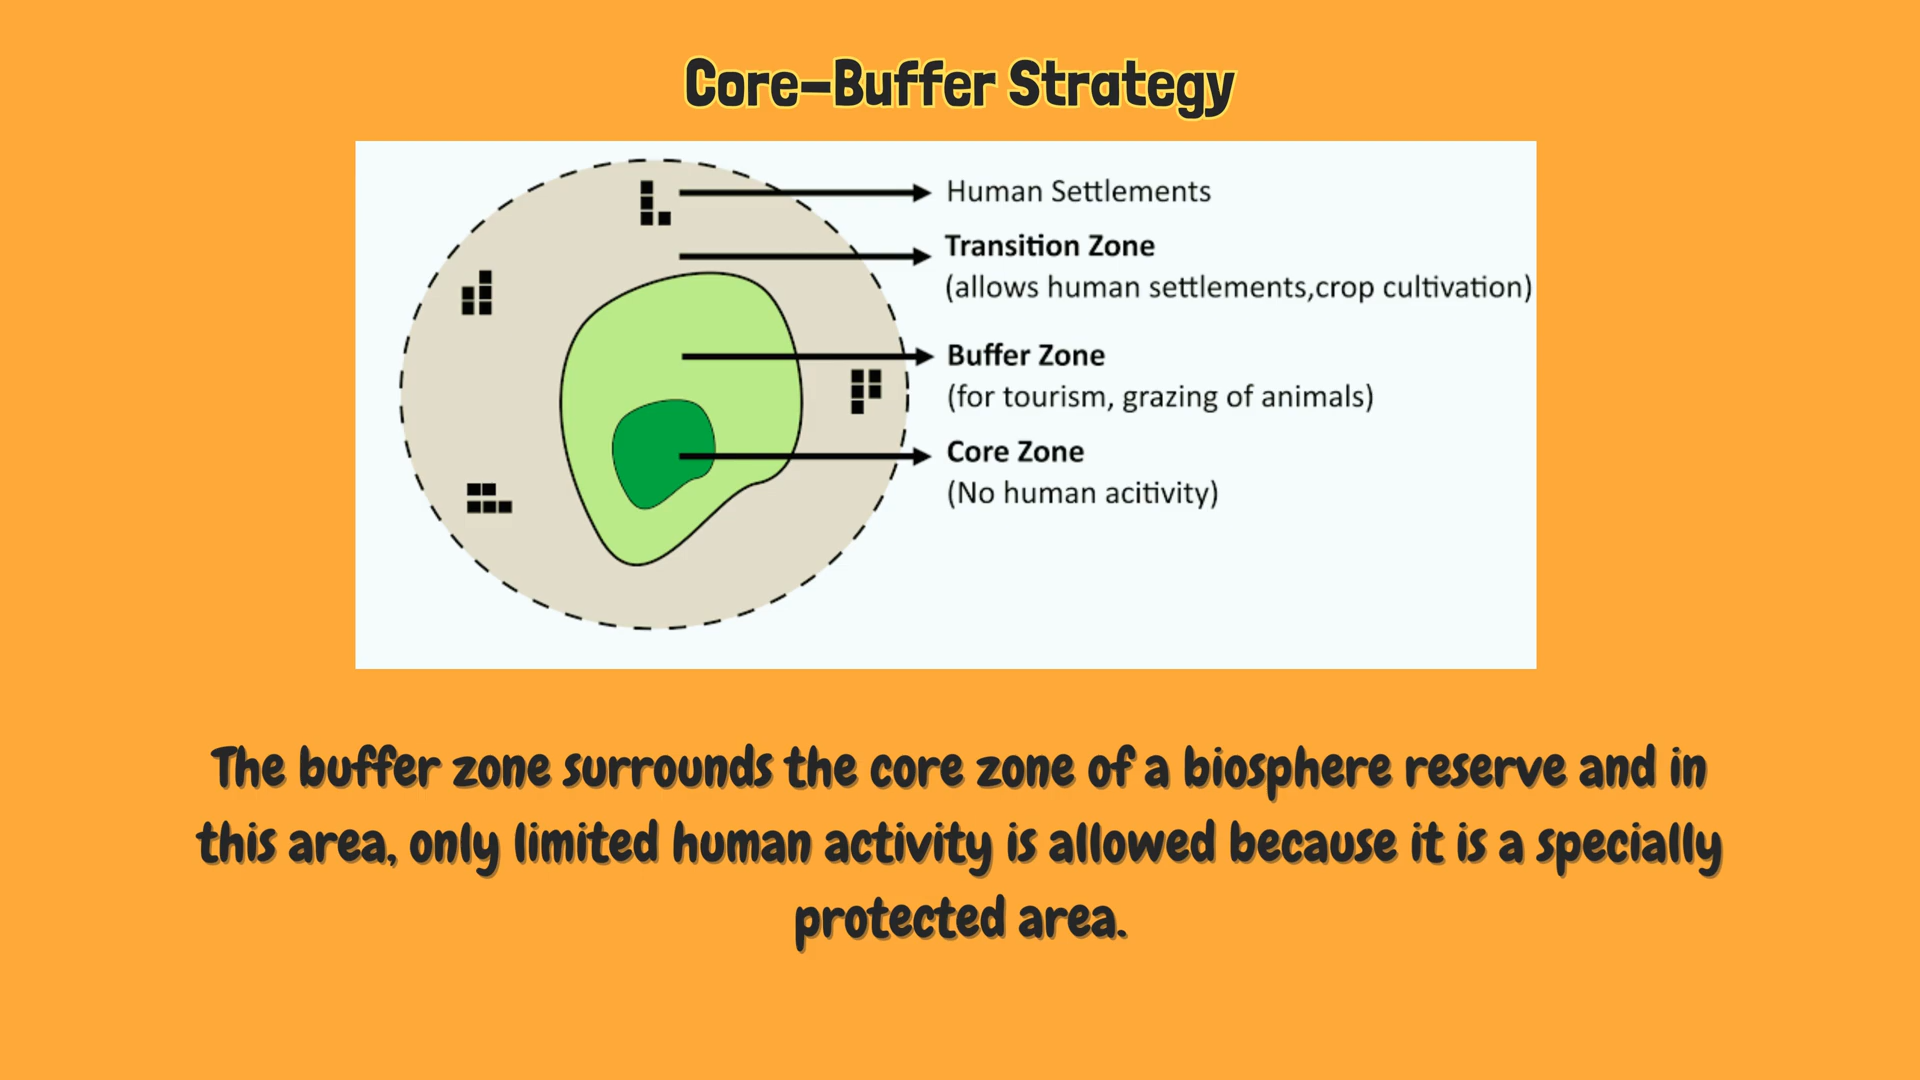 Core-Buffer Strategy
Human Settlements
Transition Zone
(allows human settlements,crop cultivation)
Buffer Zone
(for tourism, grazing of animals)
Core Zone
(No human acitivity)
The buffer zone surrounds the core zone of a biosphere reserve and in
this area, only limited human activity is allowed because it is a specially
protected area.